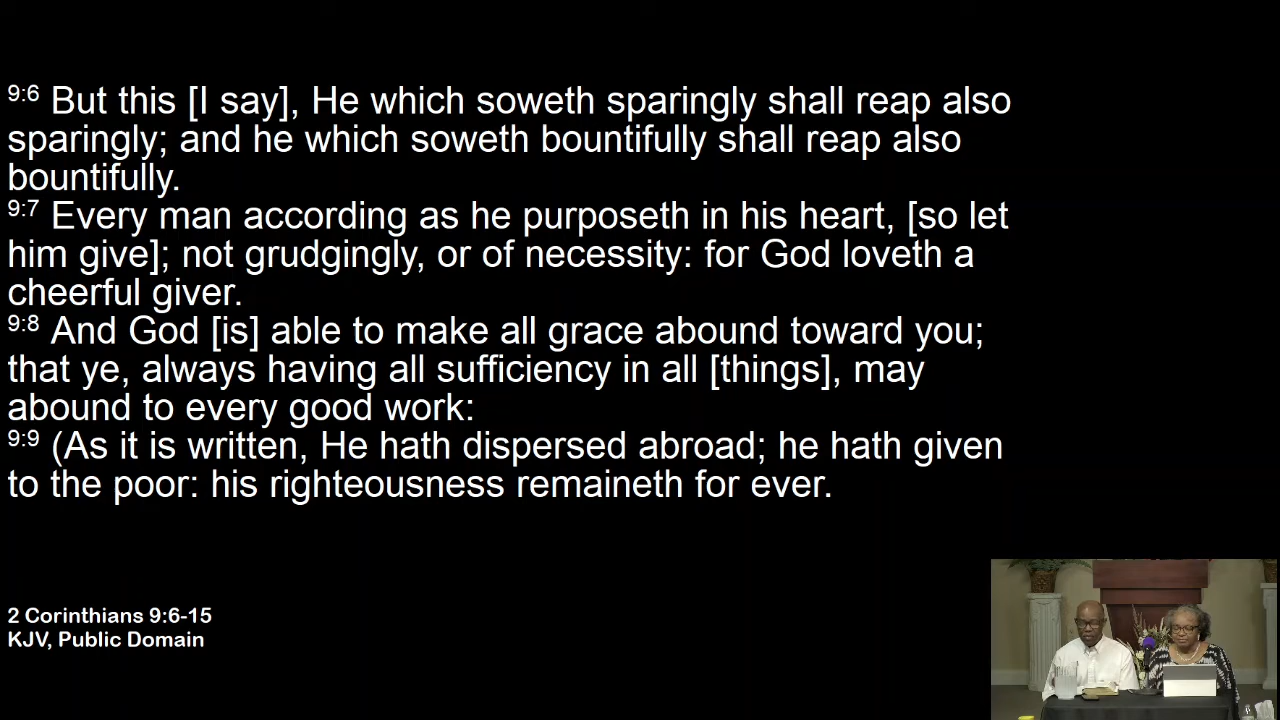 9:6 But this [I say], He which soweth sparingly shall reap also
sparingly; and he which soweth bountifully shall reap also
bountifully.
9:7 Every man according as he purposeth in his heart, [so let
him give]; not grudgingly, or of necessity: for God loveth a
cheerful giver.
9:8 And God [is] able to make all grace abound toward you;
that ye, always having all sufficiency in all [things], may
abound to every good work:
9:9 (As it is written, He hath dispersed abroad; he hath given
to the poor: his righteousness remaineth for ever.
2 Corinthians 9:6-15
KJV, Public Domain